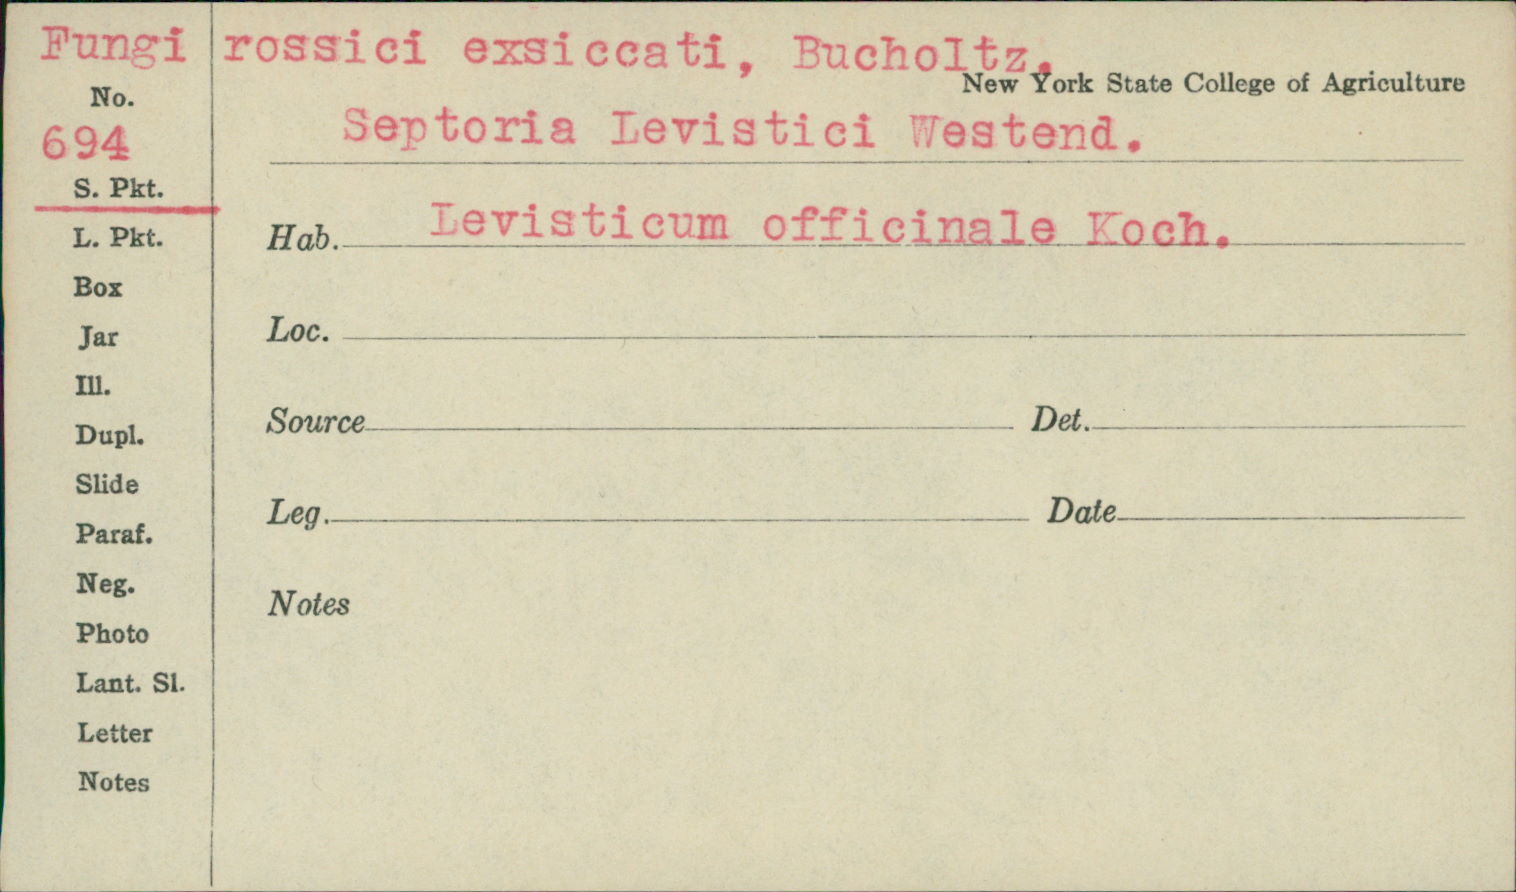 Fungi rossici exsiccati, Bucholtz.
New York State College of Agriculture
No.
694
Septoria Levistici Westend.
S. Pkt.
Hab. Levisticum officinale Koch.
L. Pkt.
Box
Loc.
Jar
Ill.
Source Det.
Dupl.
Slide
Leg. Date
Paraf.
Neg.
Notes
Photo
Lant. Sl.
Letter
Notes